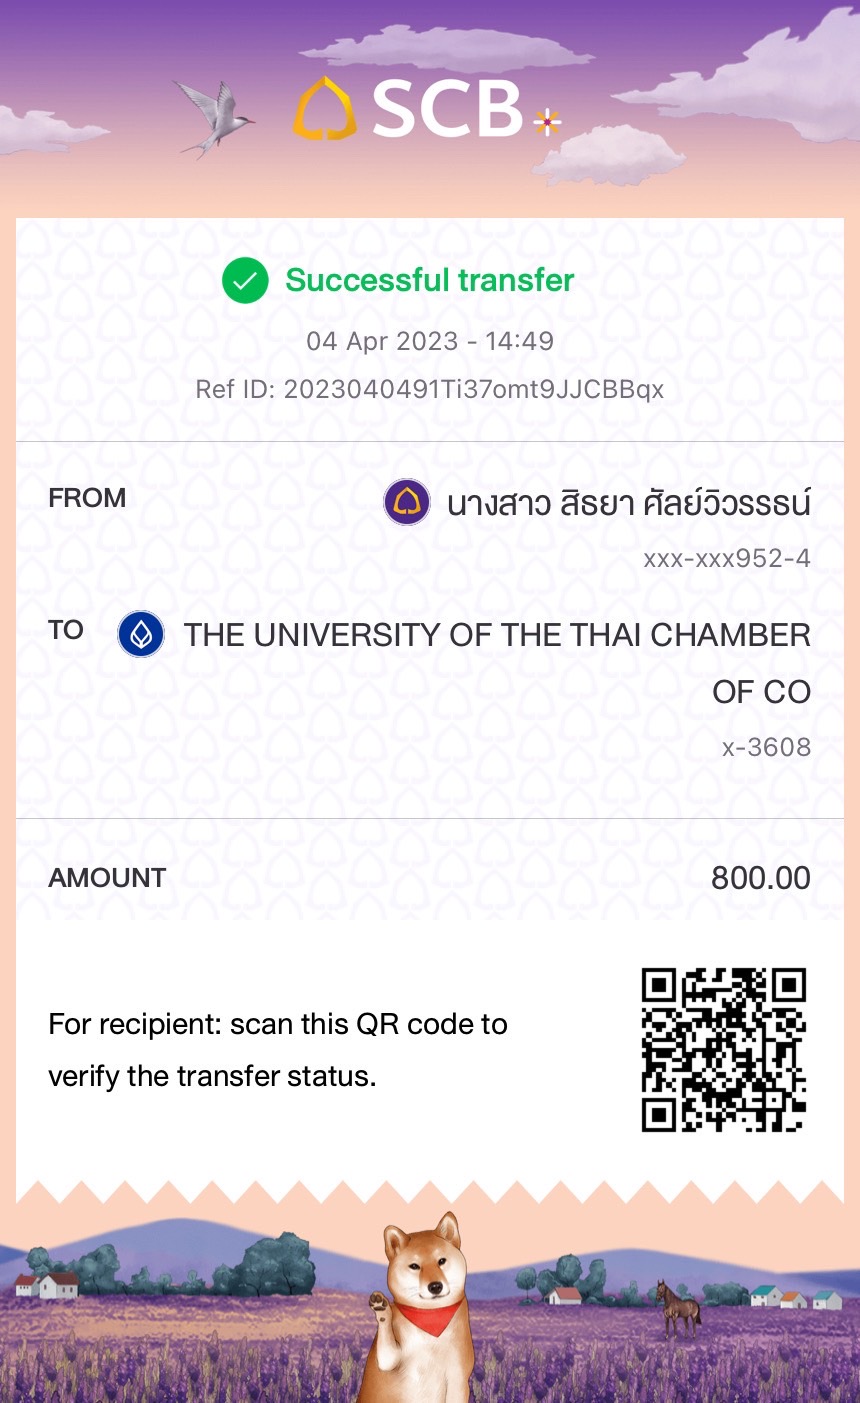 SCB
Successful transfer
04 Apr 2023 - 14:49
Ref ID: 2023040491Ti37omt9JJCBBqx
FROM
นางสาว สิธยา ศัลย์วิวรรธน์
xxx-xxx952-4
TO
THE UNIVERSITY OF THE THAI CHAMBER
OF CO
x-3608
AMOUNT
800.00
For recipient: scan this QR code to
verify the transfer status.